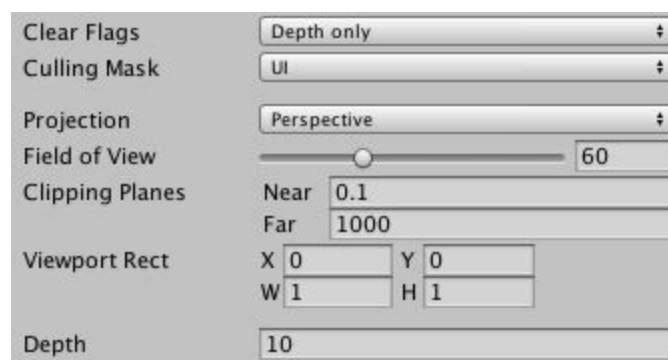 Clear Flags Depth only
Culling Mask UI
Projection Perspective
Field of View 60
Clipping Planes Near 0.1
Far 1000
Viewport Rect X 0 Y 0
W 1 H 1
Depth 10